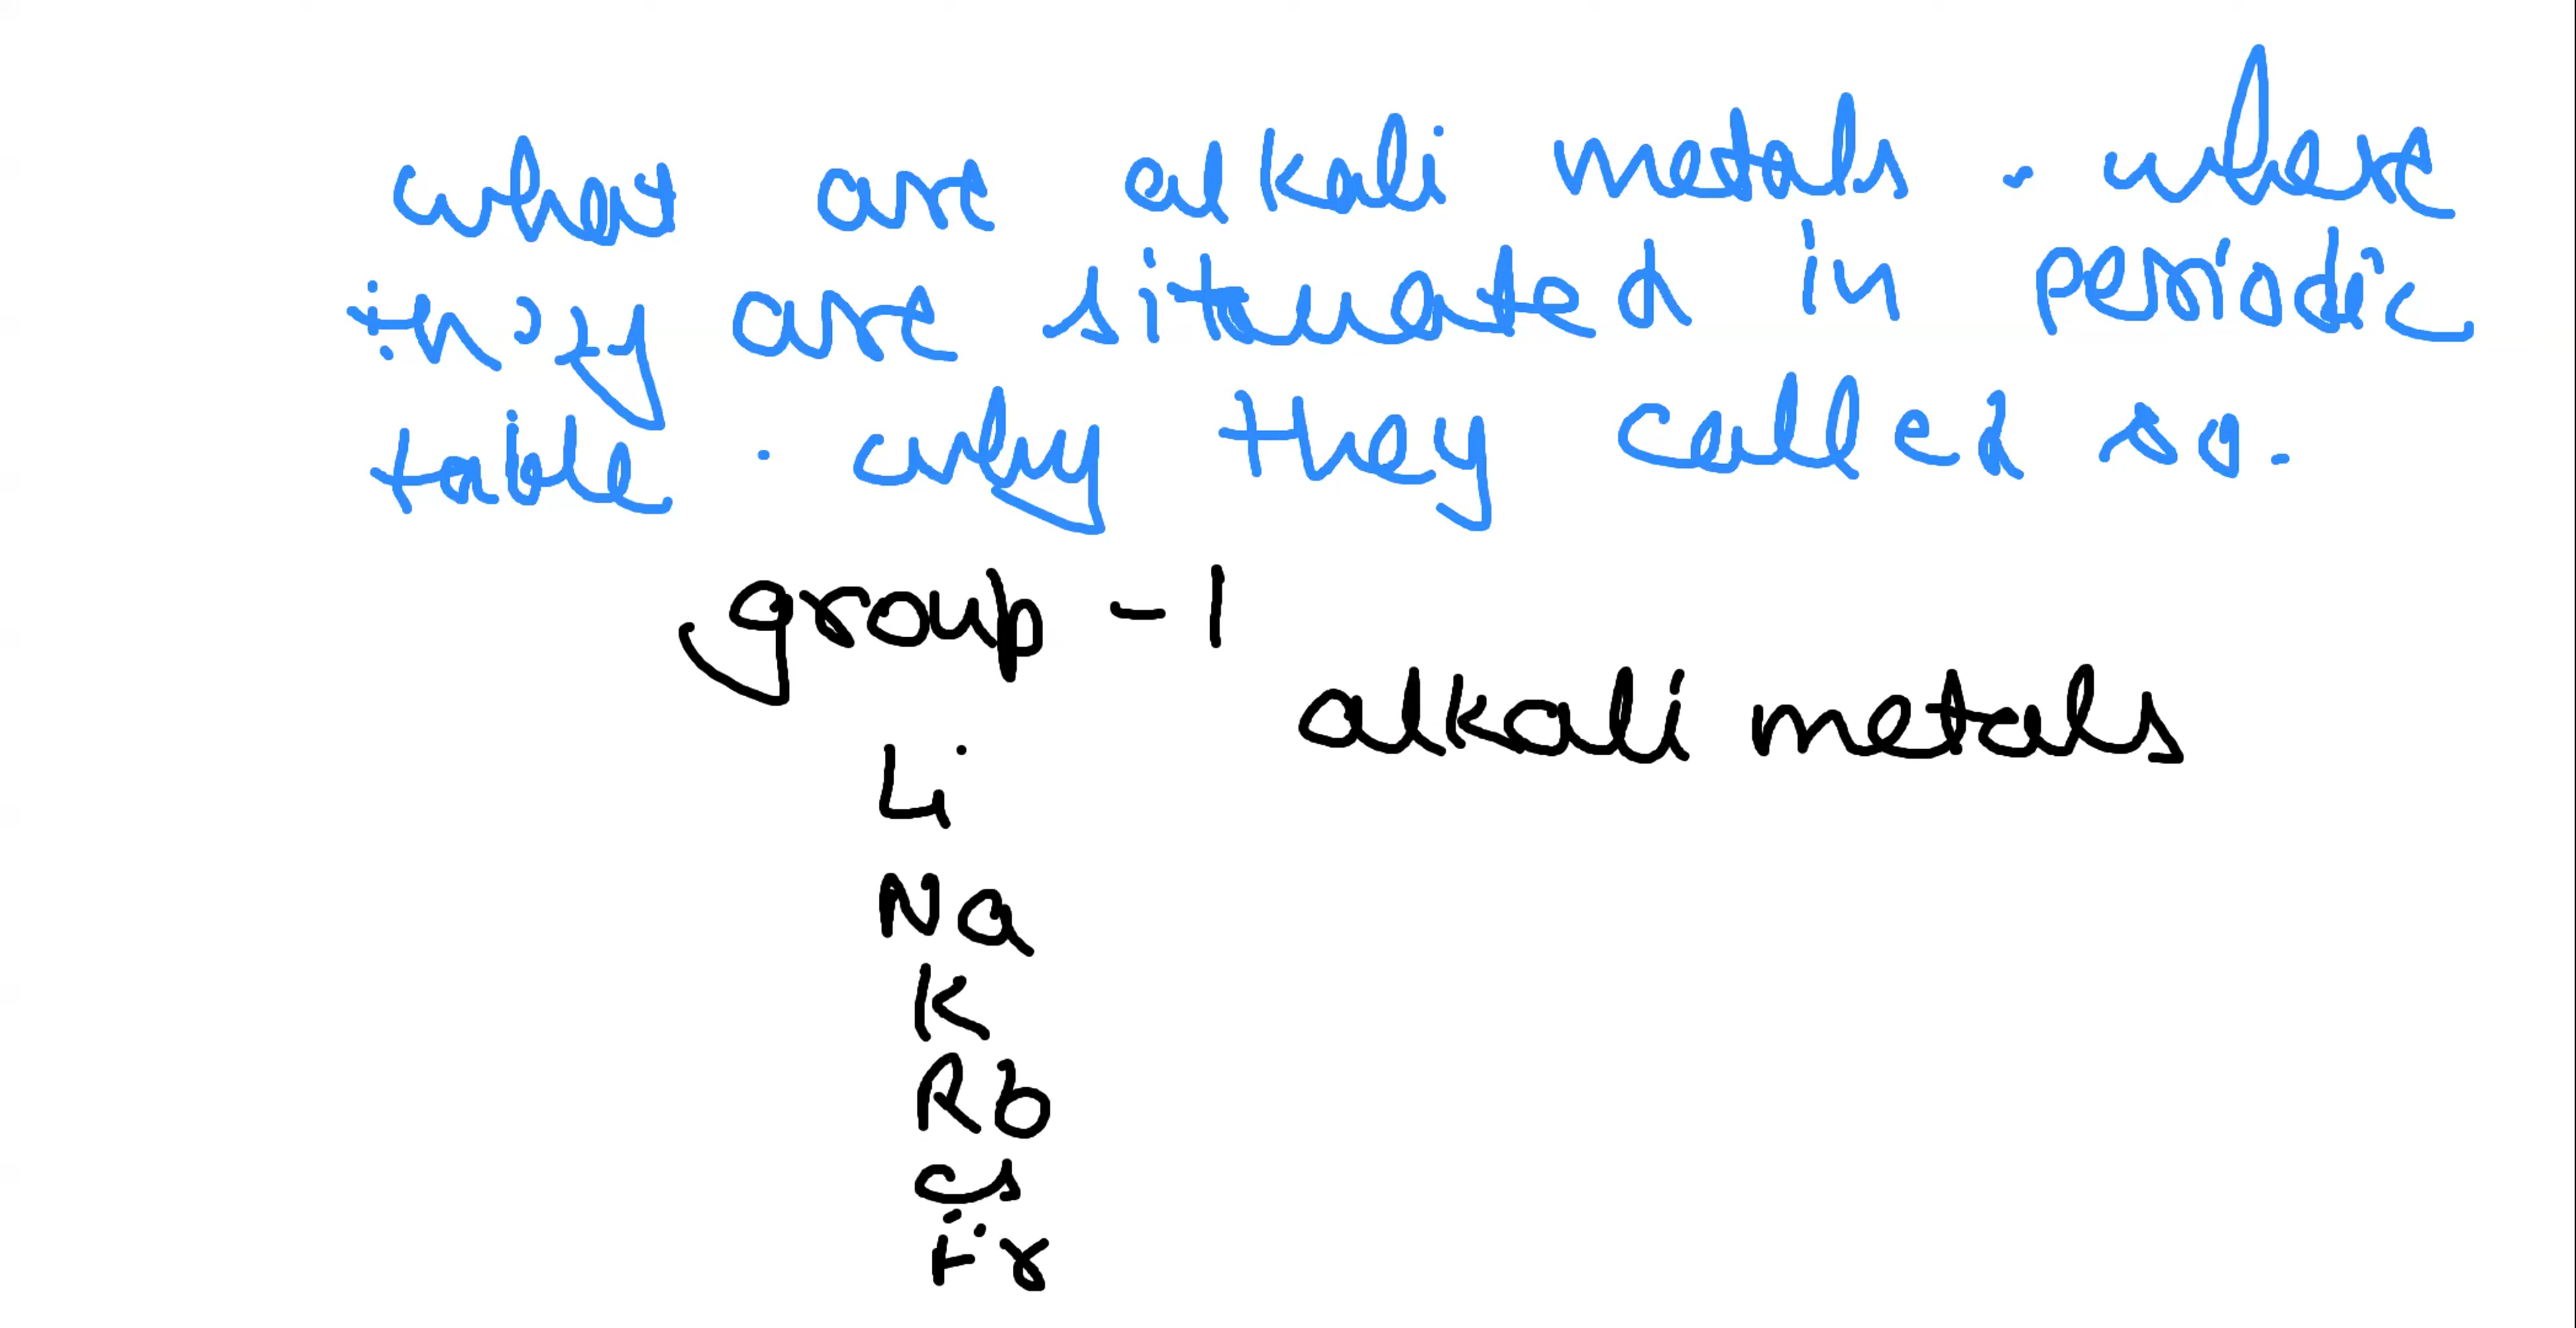 what are alkali metals. where
they are situated in periodic
table. why they called so.
group - 1
alkali metals
Li
Na
K
Rb
Cs
Fr